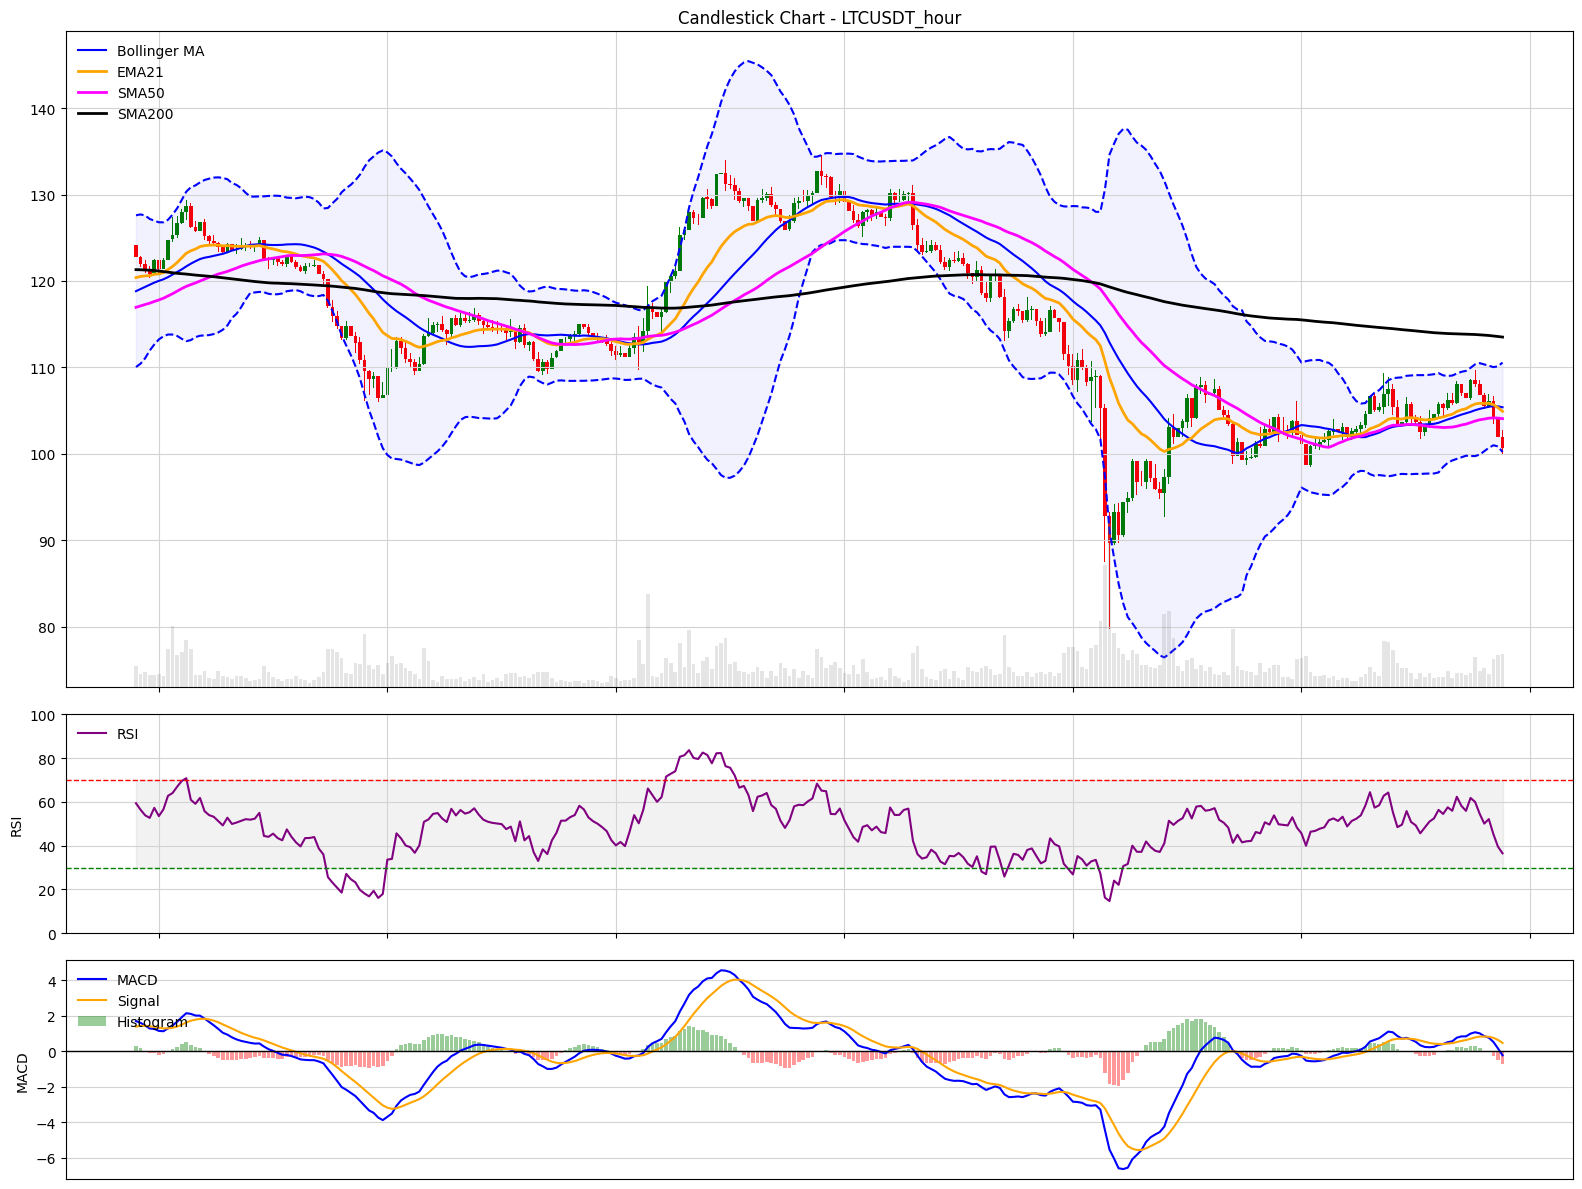 Candlestick Chart - LTCUSDT_hour
Bollinger MA
EMA21
SMA50
SMA200
140
130
120
110
100
90
80
RSI
100
80
60
40
20
0
RSI
MACD
Signal
Histogram
4
2
0
−2
−4
−6
MACD